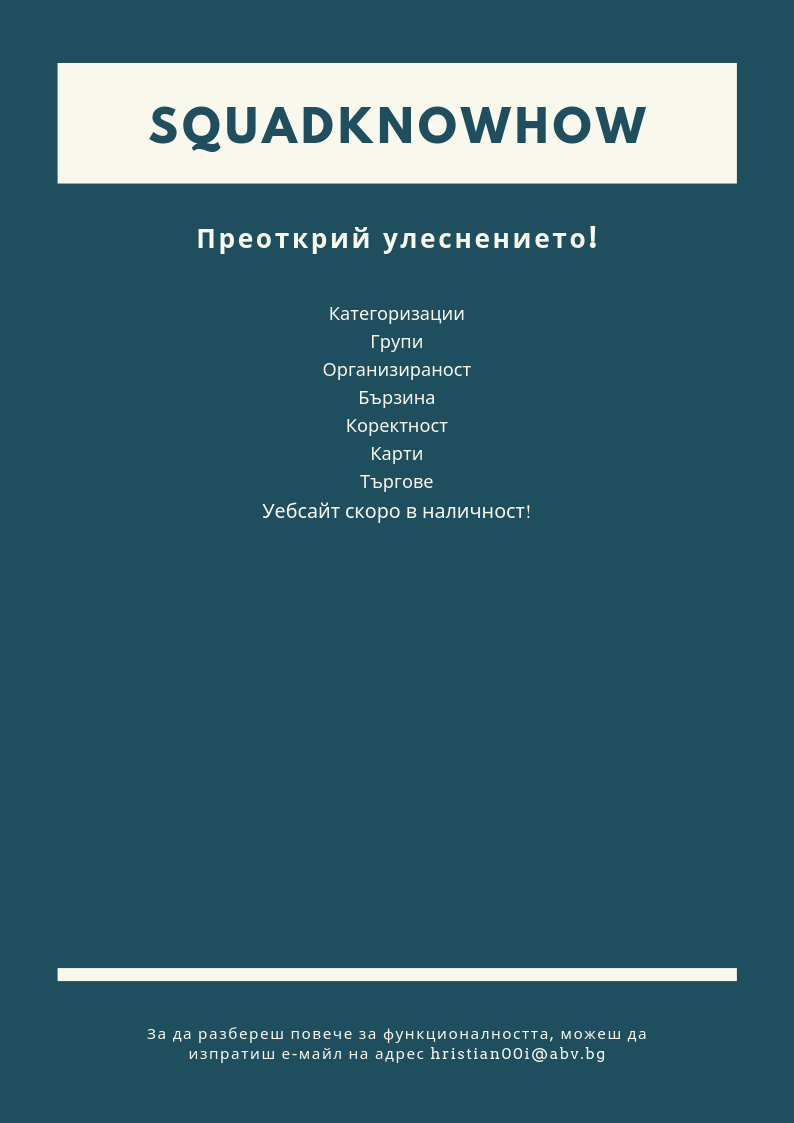 SQUADKNOWHOW
Преоткрий улеснението!
Категоризации
Групи
Организираност
Бързина
Коректност
Карти
Търгове
Уебсайт скоро в наличност!
За да разбереш повече за функционалността, можеш да
изпратиш е-майл на адрес hristian00i@abv.bg